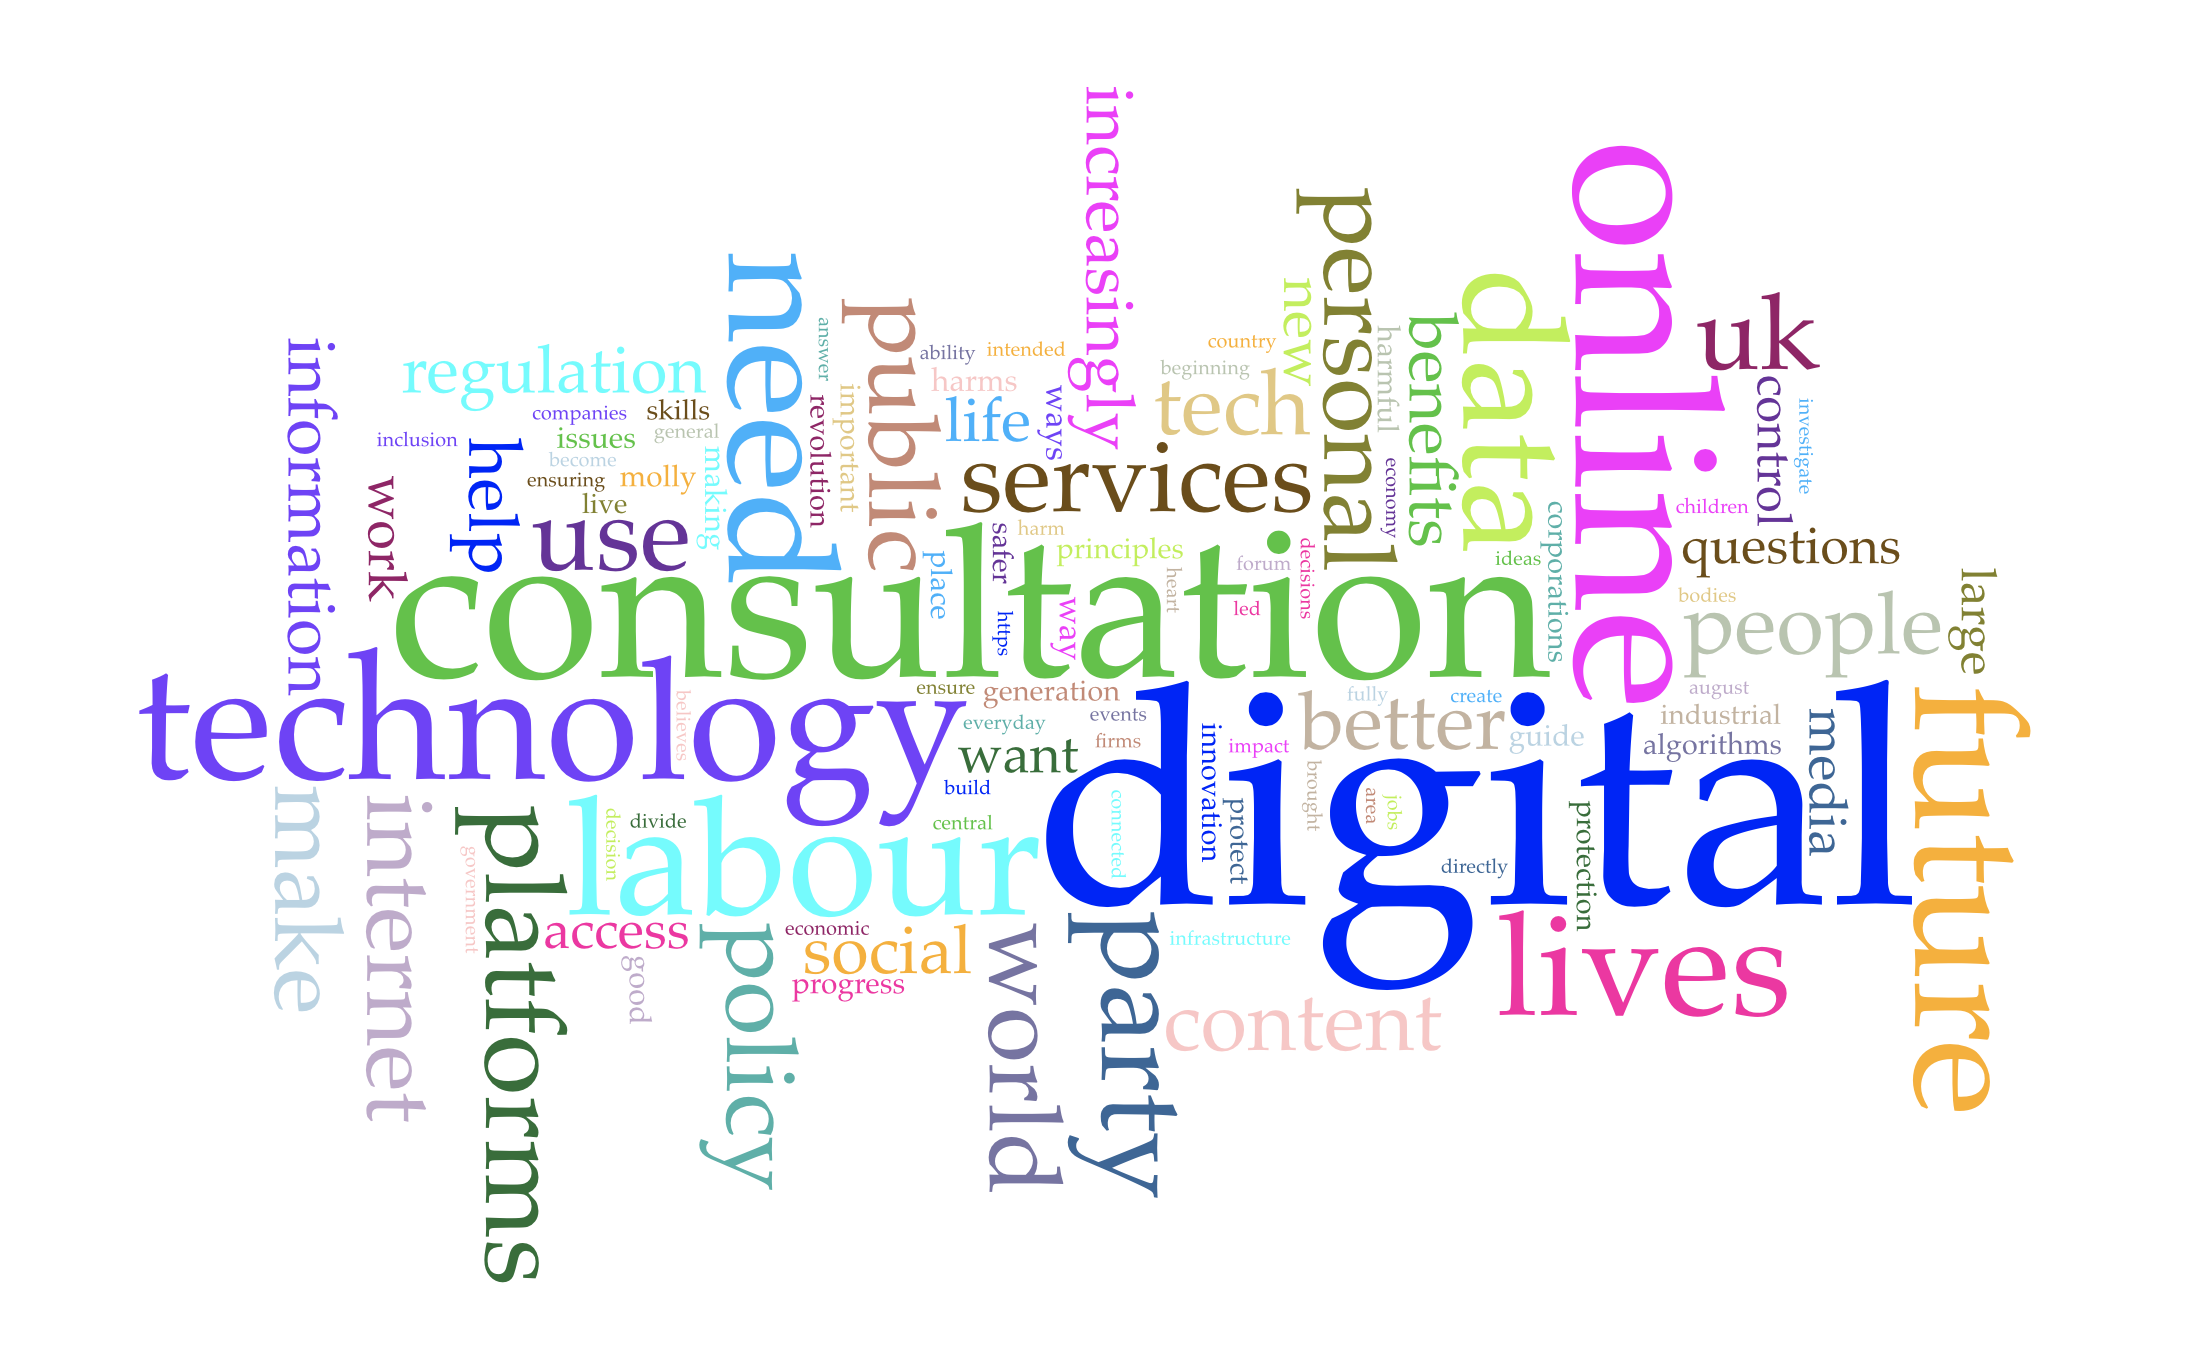 increasingly
online
personal
need
data
new
uk
public
information
benefits
answer
harmful
regulation
ability
intended
country
beginning
tech
harms
control
important
life
ways
companies
skills
revolution
investigate
issues
general
inclusion
help
services
become
making
economy
molly
ensuring
work
live
children
use
corporations
questions
safer
harm
consultation
principles
decisions
ideas
place
forum
heart
large
led
bodies
people
https
way
technology
digital
ensure
generation
fully
create
august
future
believes
everyday
events
better
industrial
media
want
firms
innovation
impact
guide
algorithms
build
brought
make
internet
platforms
labour
decision
divide
central
connected
protect
area
jobs
protection
government
directly
access
policy
economic
social
world
party
infrastructure
lives
good
progress
content